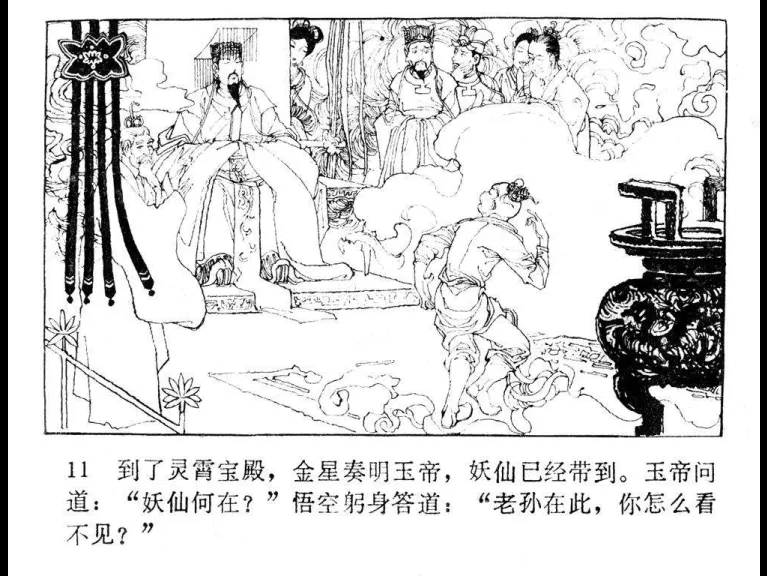 11 到了灵霄宝殿，金星奏明玉帝，妖仙已经带到。玉帝问
道：“妖仙何在？”悟空躬身答道：“老孙在此，你怎么看
不见？”